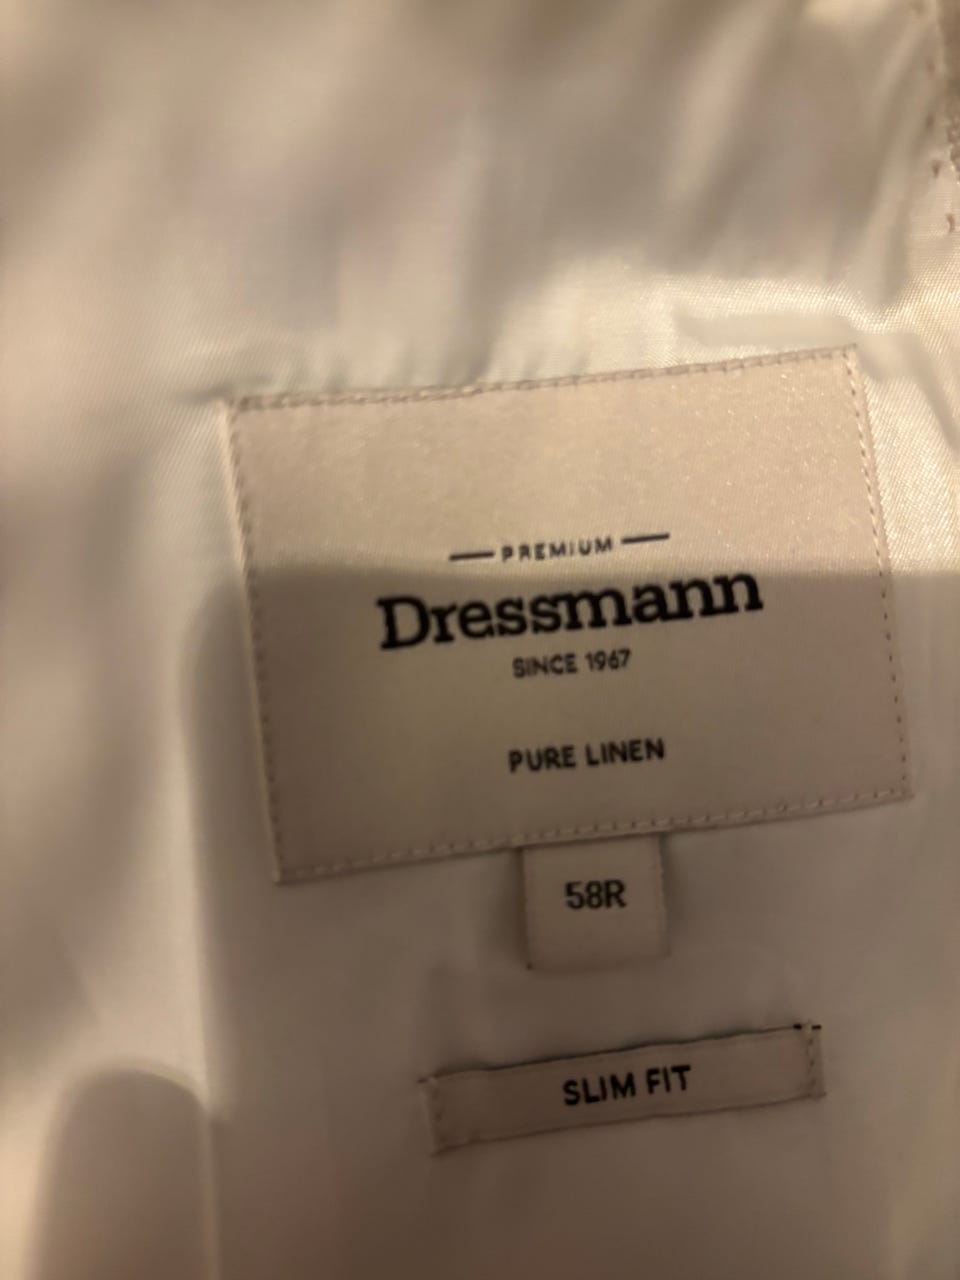 PREMIUM
Dressmann
SINCE 1967
PURE LINEN
58R
SLIM FIT